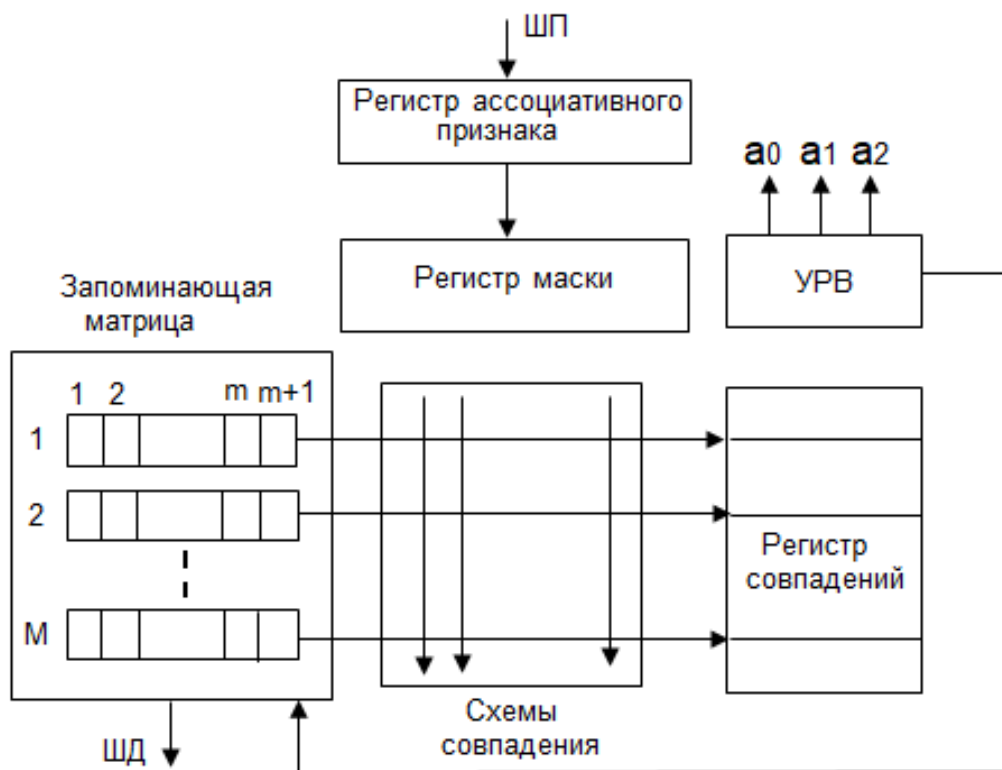 ШП
Регистр ассоциативного
признака
a0 a1 a2
Регистр маски
УРВ
Запоминающая
матрица
1 2 m m+1
1
2
М
Регистр
совпадений
Схемы
совпадения
ШД